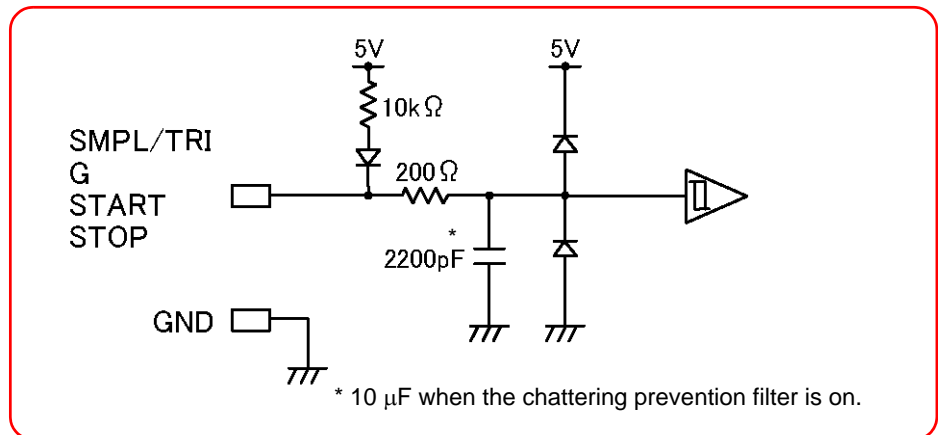 5V
5V
10kΩ
SMPL/TRI
G
START
STOP
200Ω
*
2200pF
GND
* 10 μF when the chattering prevention filter is on.